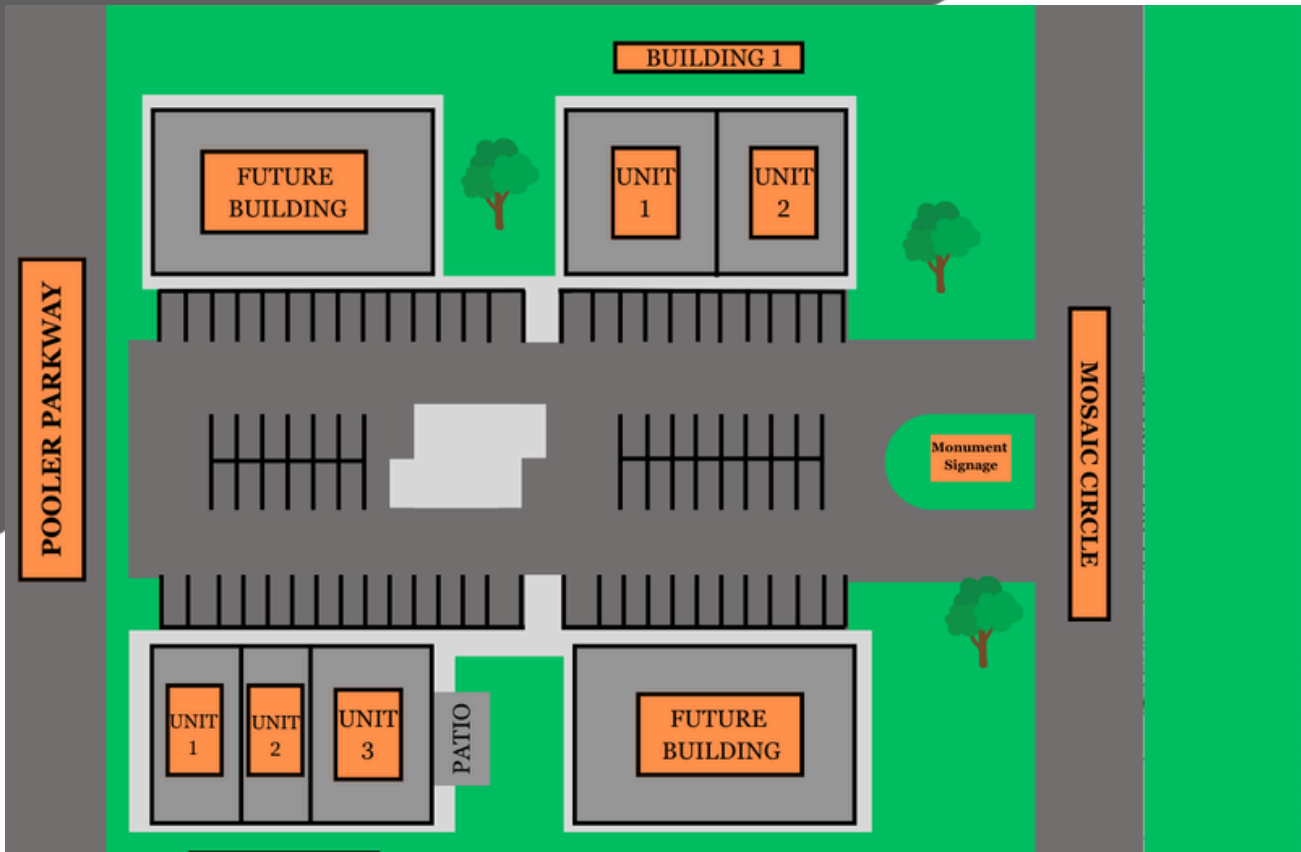 BUILDING 1
FUTURE
BUILDING
UNIT
1
UNIT
2
POOLER PARKWAY
MOSAIC CIRCLE
Monument
Signage
UNIT
1
UNIT
2
UNIT
3
PATIO
FUTURE
BUILDING